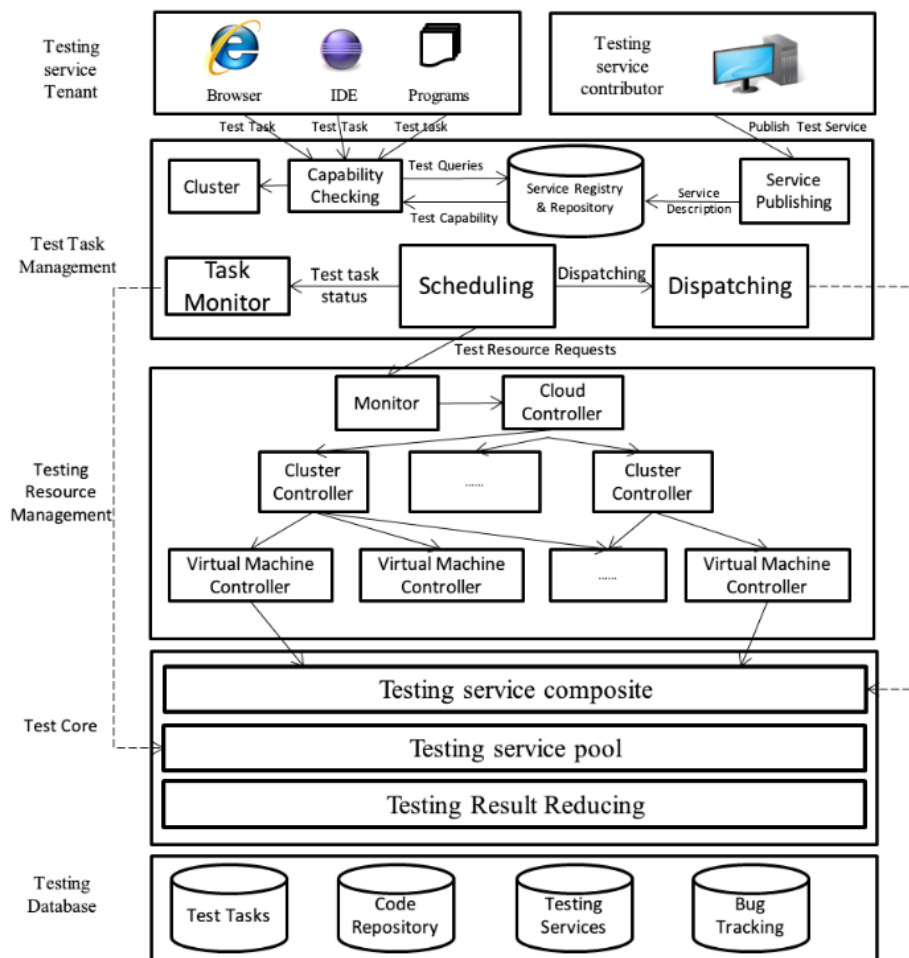 Testing
service
Tenant
Browser
IDE
Programs
Testing
service
contributor
Test Task
Test Task
Test task
Publish Test Service
Test Task
Management
Cluster
Capability
Checking
Test Queries
Test Capability
Service Registry
& Repository
Service
Description
Service
Publishing
Task
Monitor
Test task
status
Scheduling
Dispatching
Dispatching
Test Resource Requests
Testing
Resource
Management
Monitor
Cloud
Controller
Cluster
Controller
......
Cluster
Controller
Virtual Machine
Controller
Virtual Machine
Controller
......
Virtual Machine
Controller
Test Core
Testing service composite
Testing service pool
Testing Result Reducing
Testing
Database
Test Tasks
Code
Repository
Testing
Services
Bug
Tracking